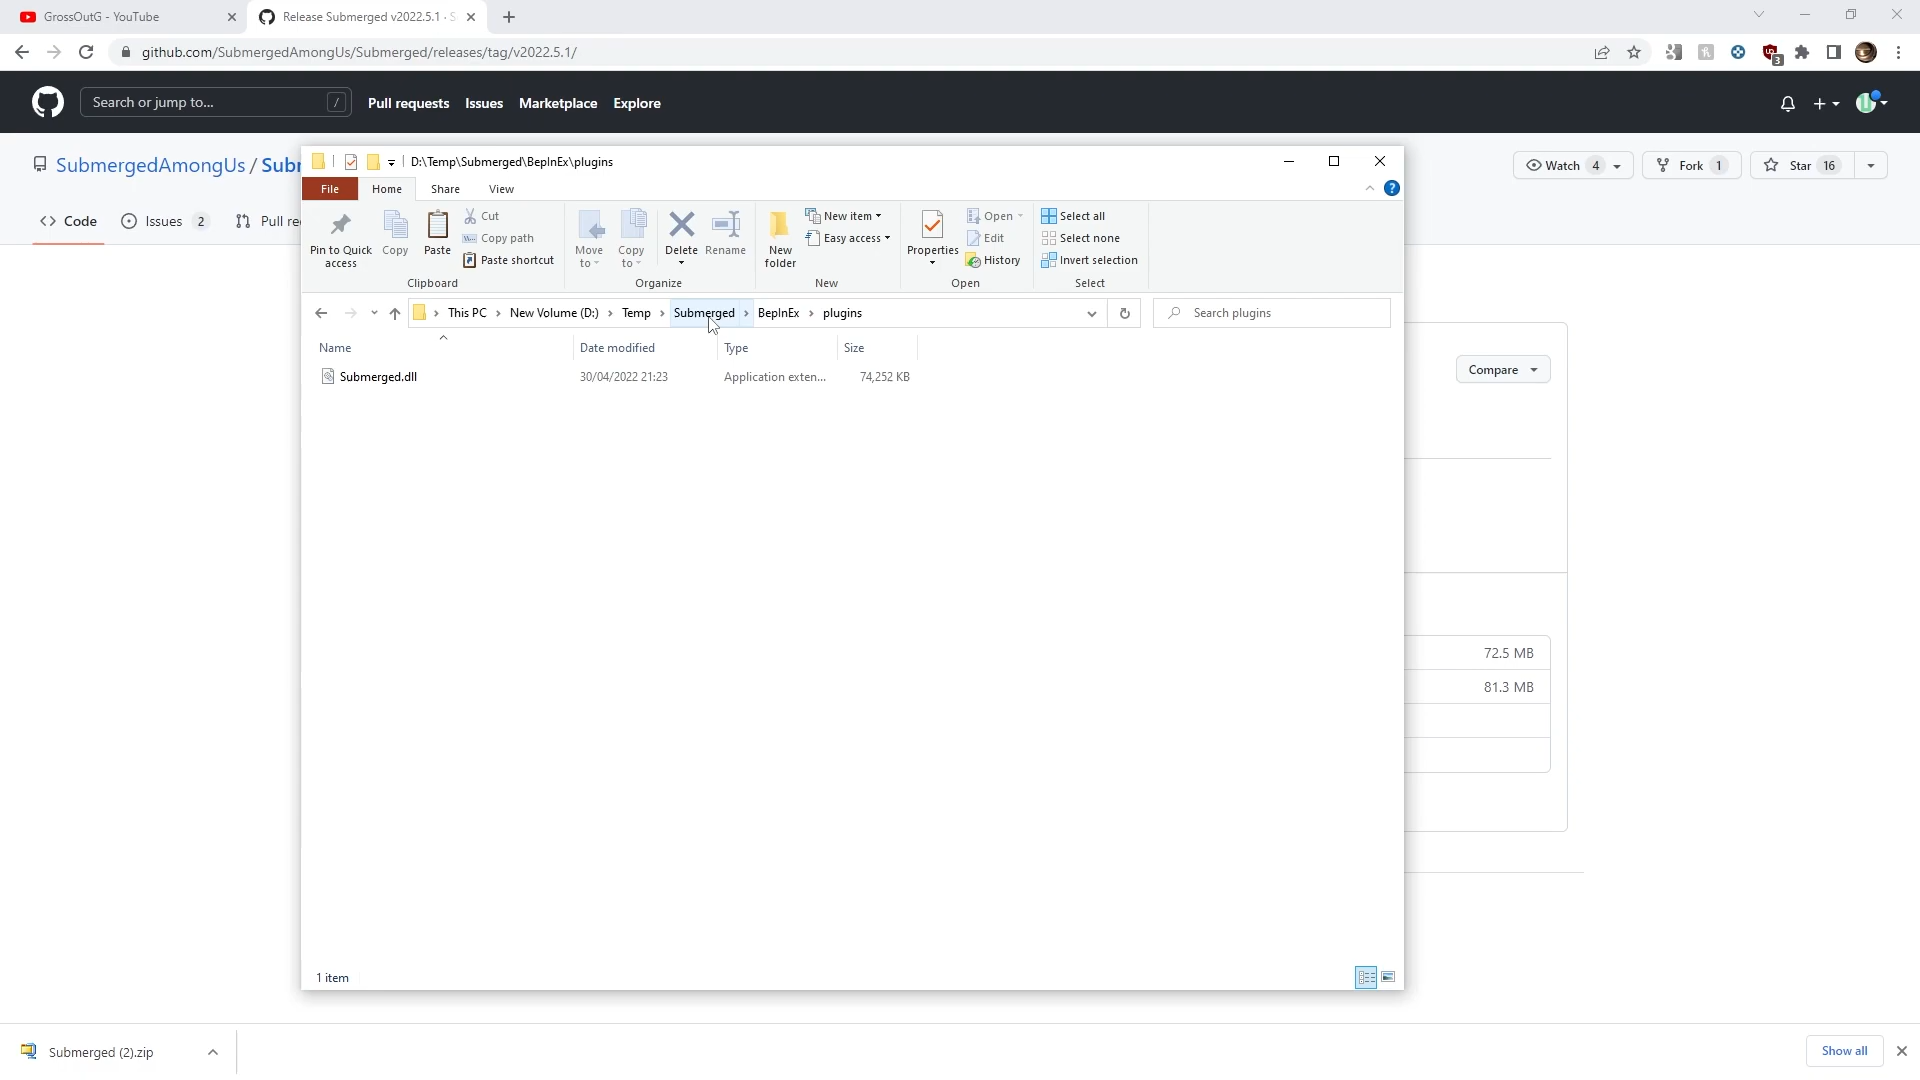 GrossOutG - YouTube
Release Submerged v2022.5.1 · S
github.com/SubmergedAmongUs/Submerged/releases/tag/v2022.5.1/
3
Search or jump to...
/
Pull requests
Issues
Marketplace
Explore
SubmergedAmongUs / Subm
Watch 4
Fork 1
Star 16
Code
Issues 2
Pull re
D:\Temp\Submerged\BepInEx\plugins
File
Home
Share
View
?
Pin to Quick access
Copy
Paste
Cut
Copy path
Paste shortcut
Clipboard
Move to
Copy to
Delete
Rename
Organize
New folder
New item
Easy access
New
Properties
Open
Edit
History
Open
Select all
Select none
Invert selection
Select
This PC
New Volume (D:)
Temp
Submerged
BepInEx
plugins
Search plugins
Name
Date modified
Type
Size
Submerged.dll
30/04/2022 21:23
Application exten...
74,252 KB
Compare
72.5 MB
81.3 MB
1 item
Submerged (2).zip
Show all